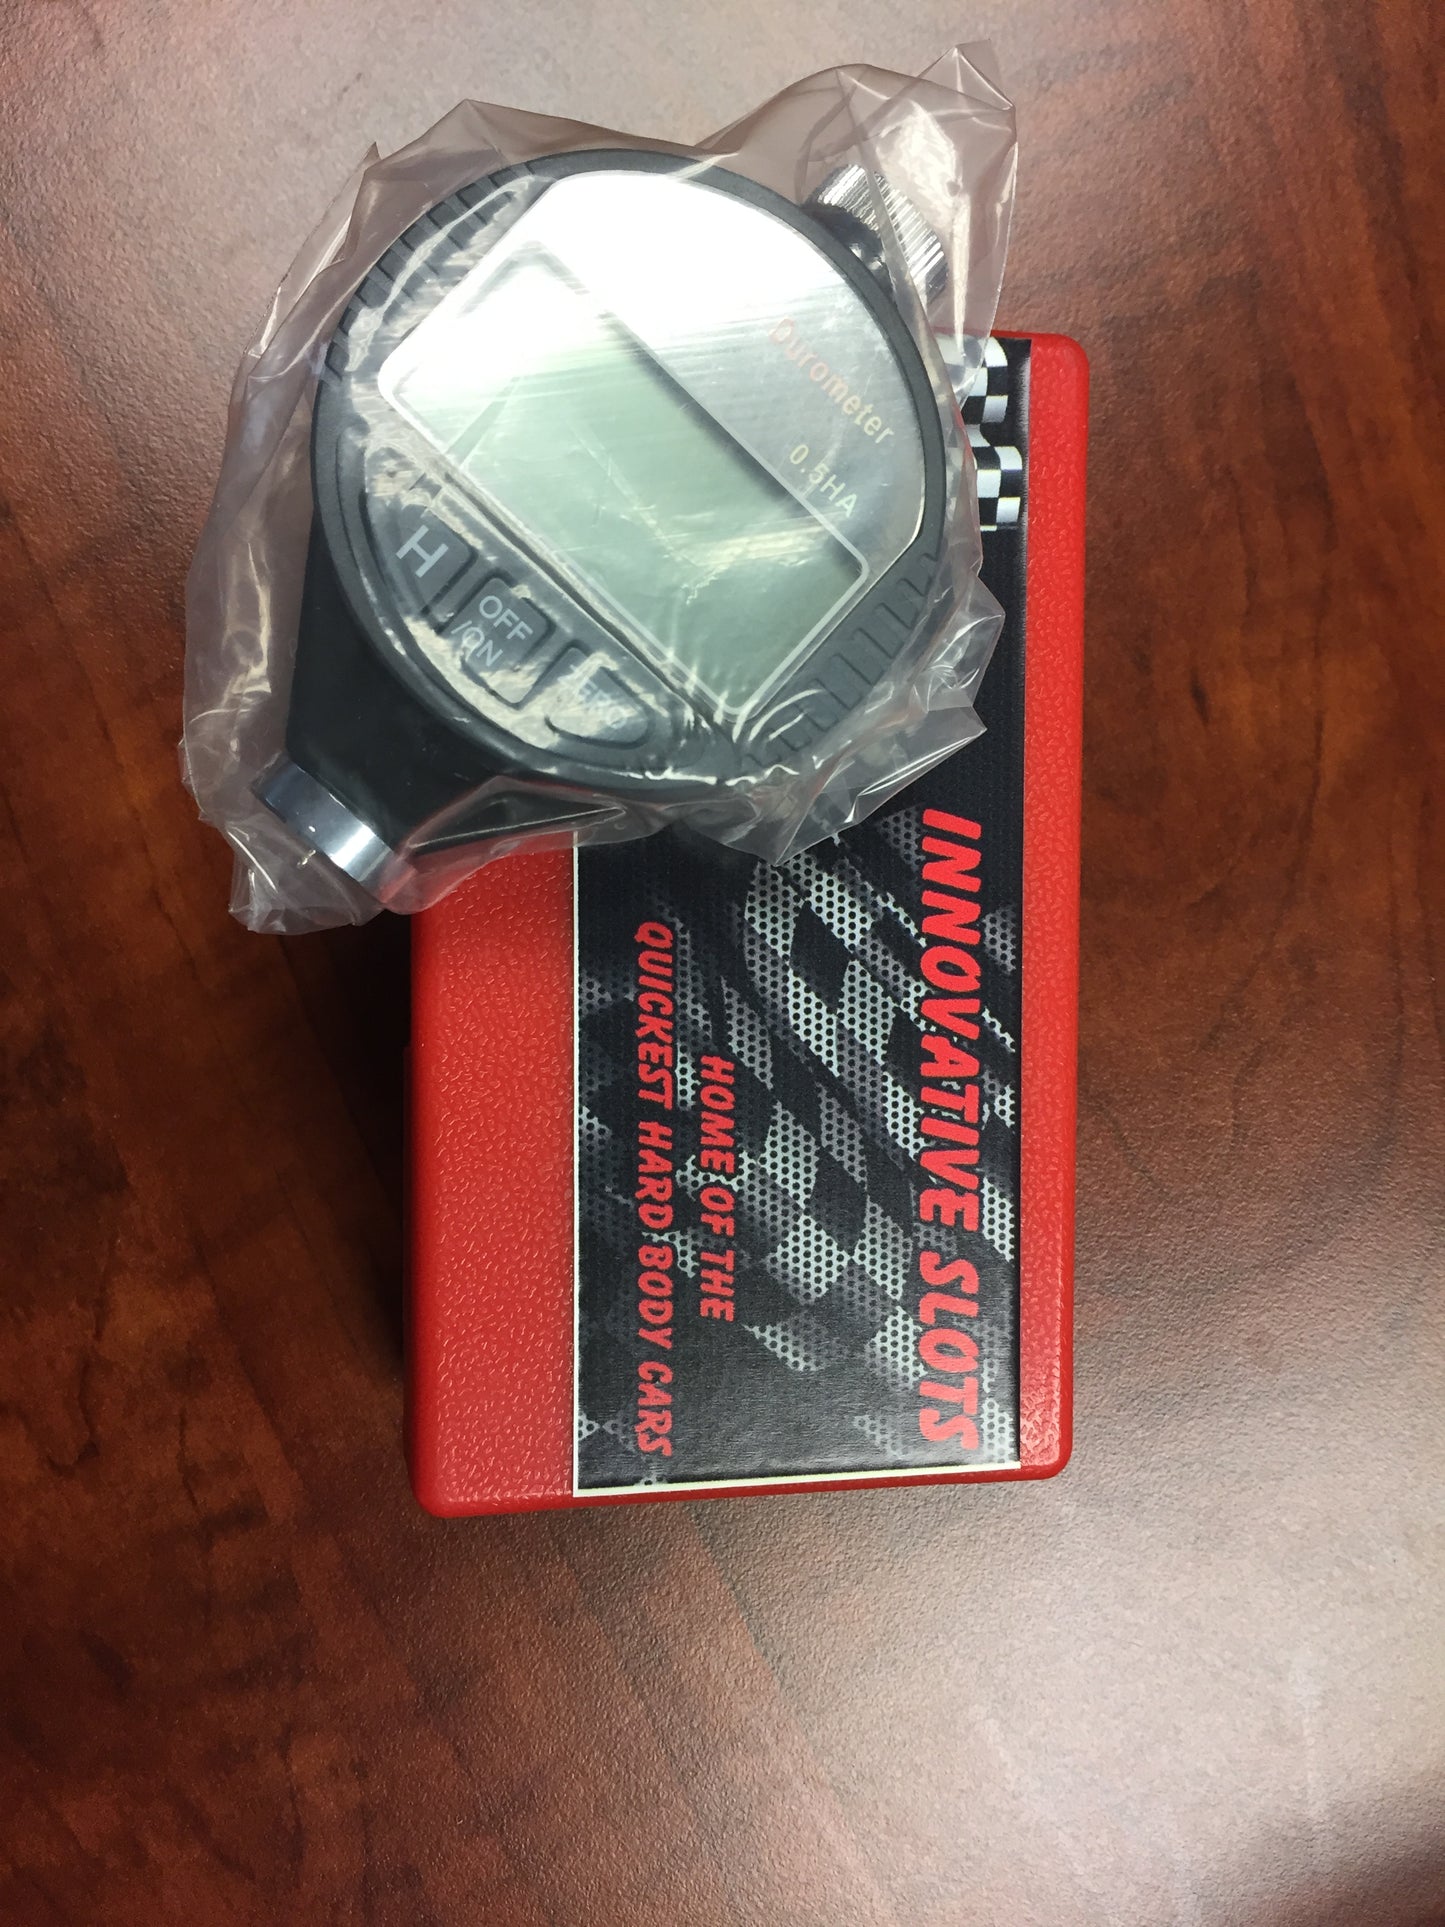 Durometer
0.5HA
H
OFF
/ON
ZERO
INNOVATIVE SLOTS
HOME OF THE
QUICKEST HARD BODY CARS